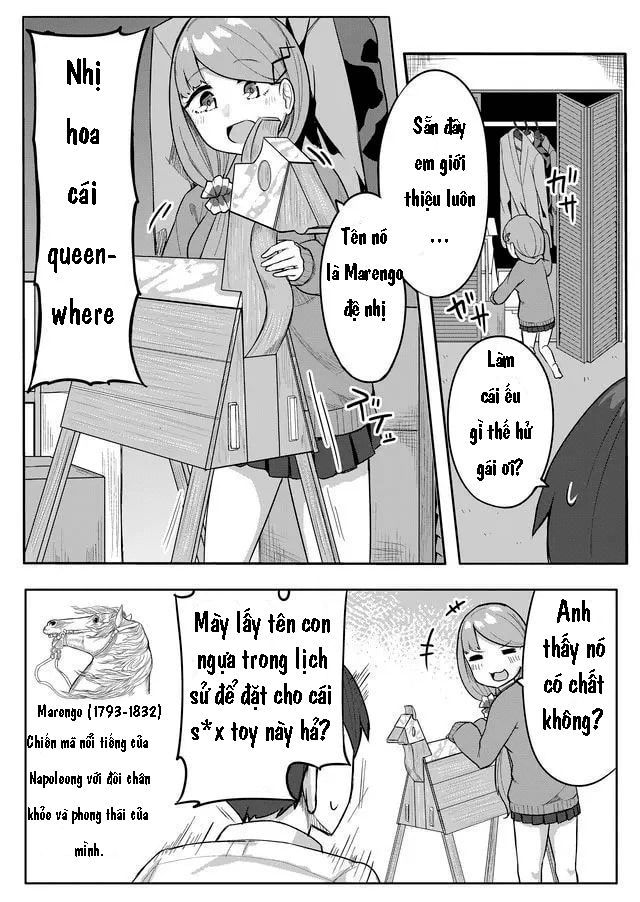 Sẵn đây
em giới
thiệu luôn
...
Làm
cái ếu
gì thế hử
gái ơi?
Tên nó
là Marengo
đệ nhị
Nhị
hoa
cái
queen-
where
Anh
thấy nó
có chất
không?
Mày lấy tên con
ngựa trong lịch
sử để đặt cho cái
s*x toy này hả?
Marengo (1793-1832)
Chiến mã nổi tiếng của
Napoleong với đôi chân
khỏe và phong thái của
mình.